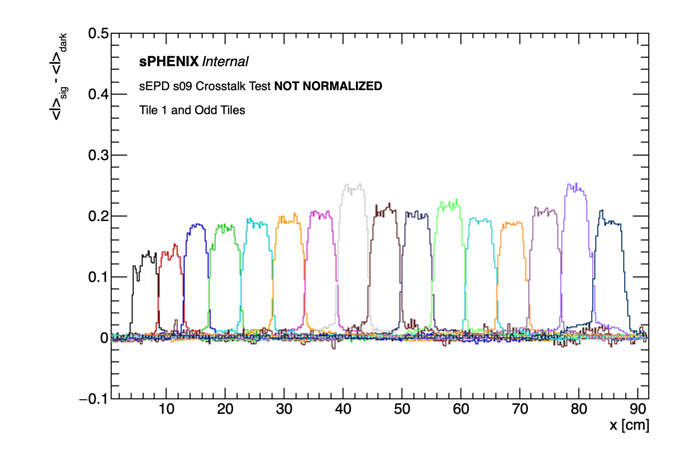 <I>sig - <I>dark
0.5
sPHENIX Internal
sEPD s09 Crosstalk Test NOT NORMALIZED
0.4
Tile 1 and Odd Tiles
0.3
0.2
0.1
0
−0.1
10 20 30 40 50 60 70 80 90
x [cm]